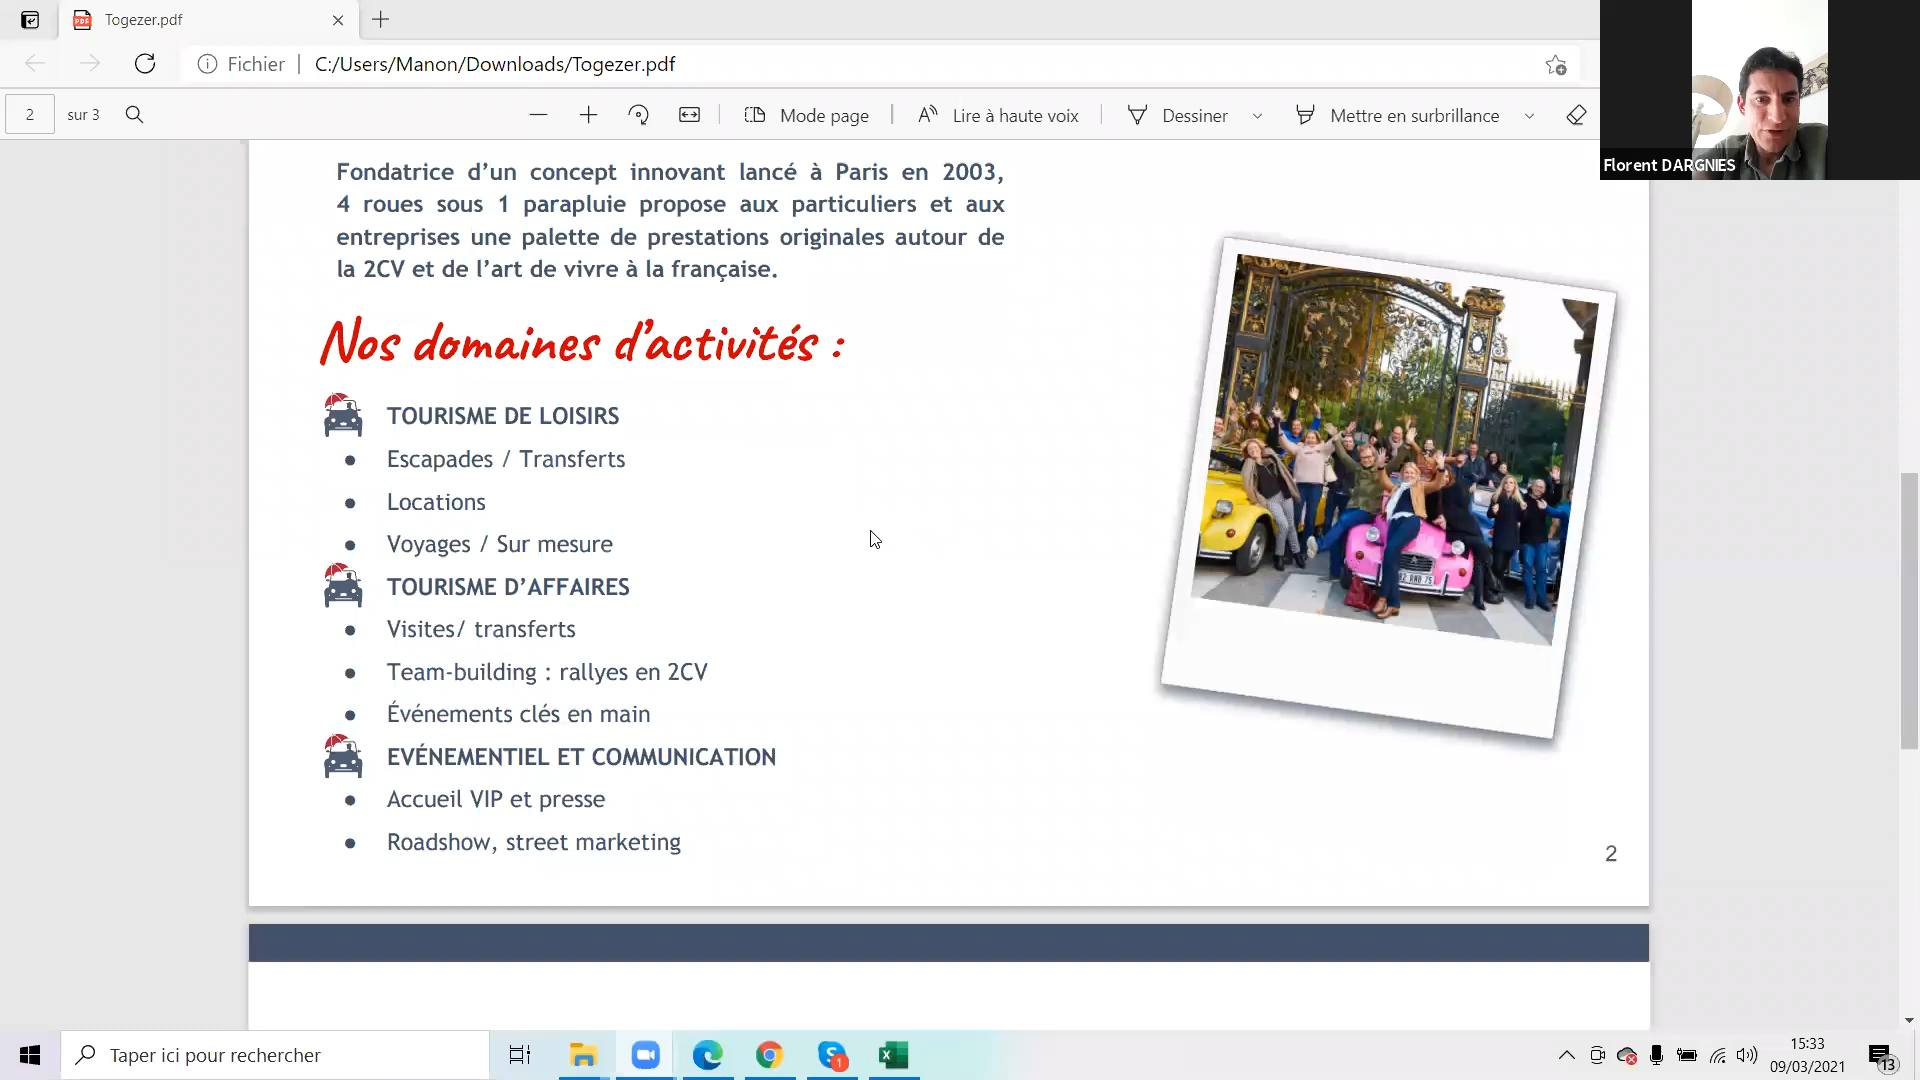 Togezer.pdf
Fichier
C:/Users/Manon/Downloads/Togezer.pdf
2 sur 3
Mode page
Lire à haute voix
Dessiner
Mettre en surbrillance
Florent DARGNIES
Fondatrice d’un concept innovant lancé à Paris en 2003,
4 roues sous 1 parapluie propose aux particuliers et aux
entreprises une palette de prestations originales autour de
la 2CV et de l’art de vivre à la française.
Nos domaines d’activités :
TOURISME DE LOISIRS
● Escapades / Transferts
● Locations
● Voyages / Sur mesure
TOURISME D’AFFAIRES
● Visites/ transferts
● Team-building : rallyes en 2CV
● Événements clés en main
EVÉNEMENTIEL ET COMMUNICATION
● Accueil VIP et presse
● Roadshow, street marketing
2
Taper ici pour rechercher
1
15:33
09/03/2021
13